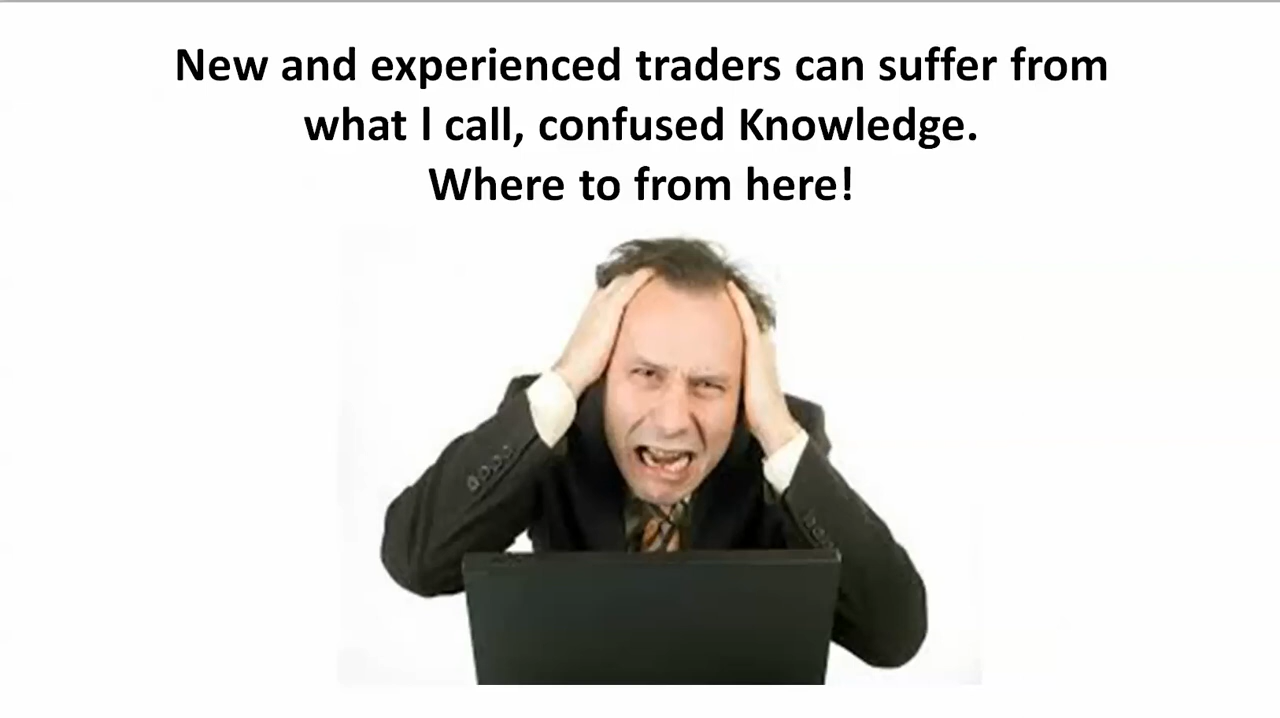 New and experienced traders can suffer from
what I call, confused Knowledge.
Where to from here!